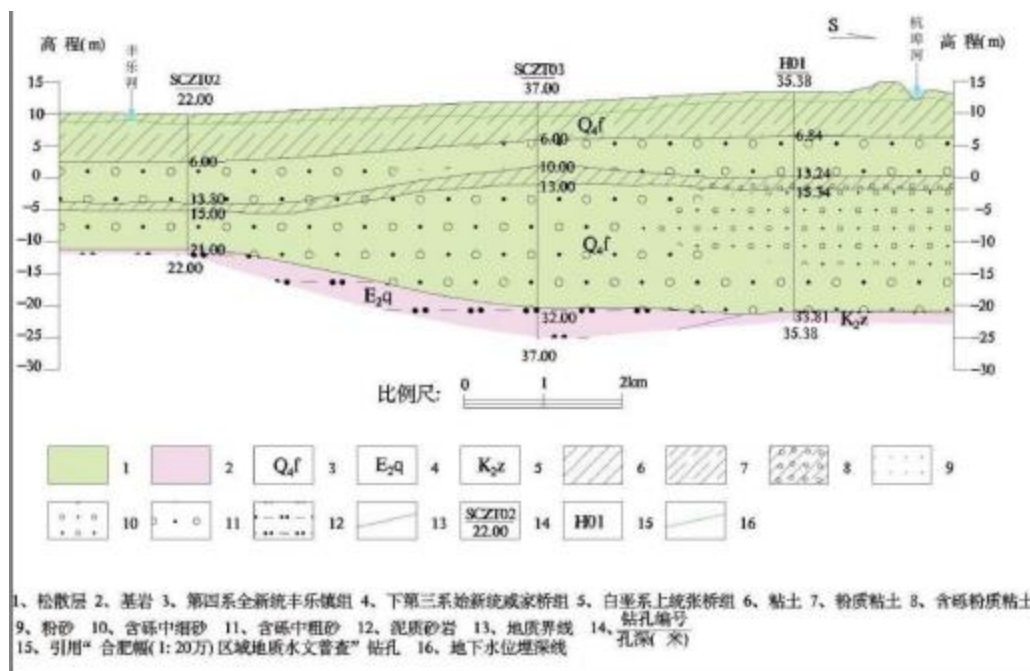 高 程(m)
丰乐河
SCZT02
22.00
SCZT03
37.00
H01
35.38
S
杭埠河
高 程(m)
15
10
5
0
−5
−10
−15
−20
−25
−30
15
10
5
0
−5
−10
−15
−20
−25
−30
Q₄f
6.00
6.00
6.84
10.00
13.00
13.24
15.34
13.30
15.00
Q₄f
21.00
22.00
E₂q
32.00
37.00
33.81
35.38
K₂z
比例尺: 0 1 2km
1 2 Q₄f 3 E₂q 4 K₂z 5 6 7 8 9
10 11 12 13 SCZT02 22.00 14 H01 15 16
1、松散层 2、基岩 3、第四系全新统丰乐镇组 4、下第三系始新统戚家桥组 5、白垩系上统张桥组 6、粘土 7、粉质粘土 8、含砾粉质粘土
9、粉砂 10、含砾中细砂 11、含砾中粗砂 12、泥质砂岩 13、地质界线 14、钻孔编号 孔深(米)
15、引用“合肥幅(1:20万)区域地质水文普查”钻孔 16、地下水位埋深线